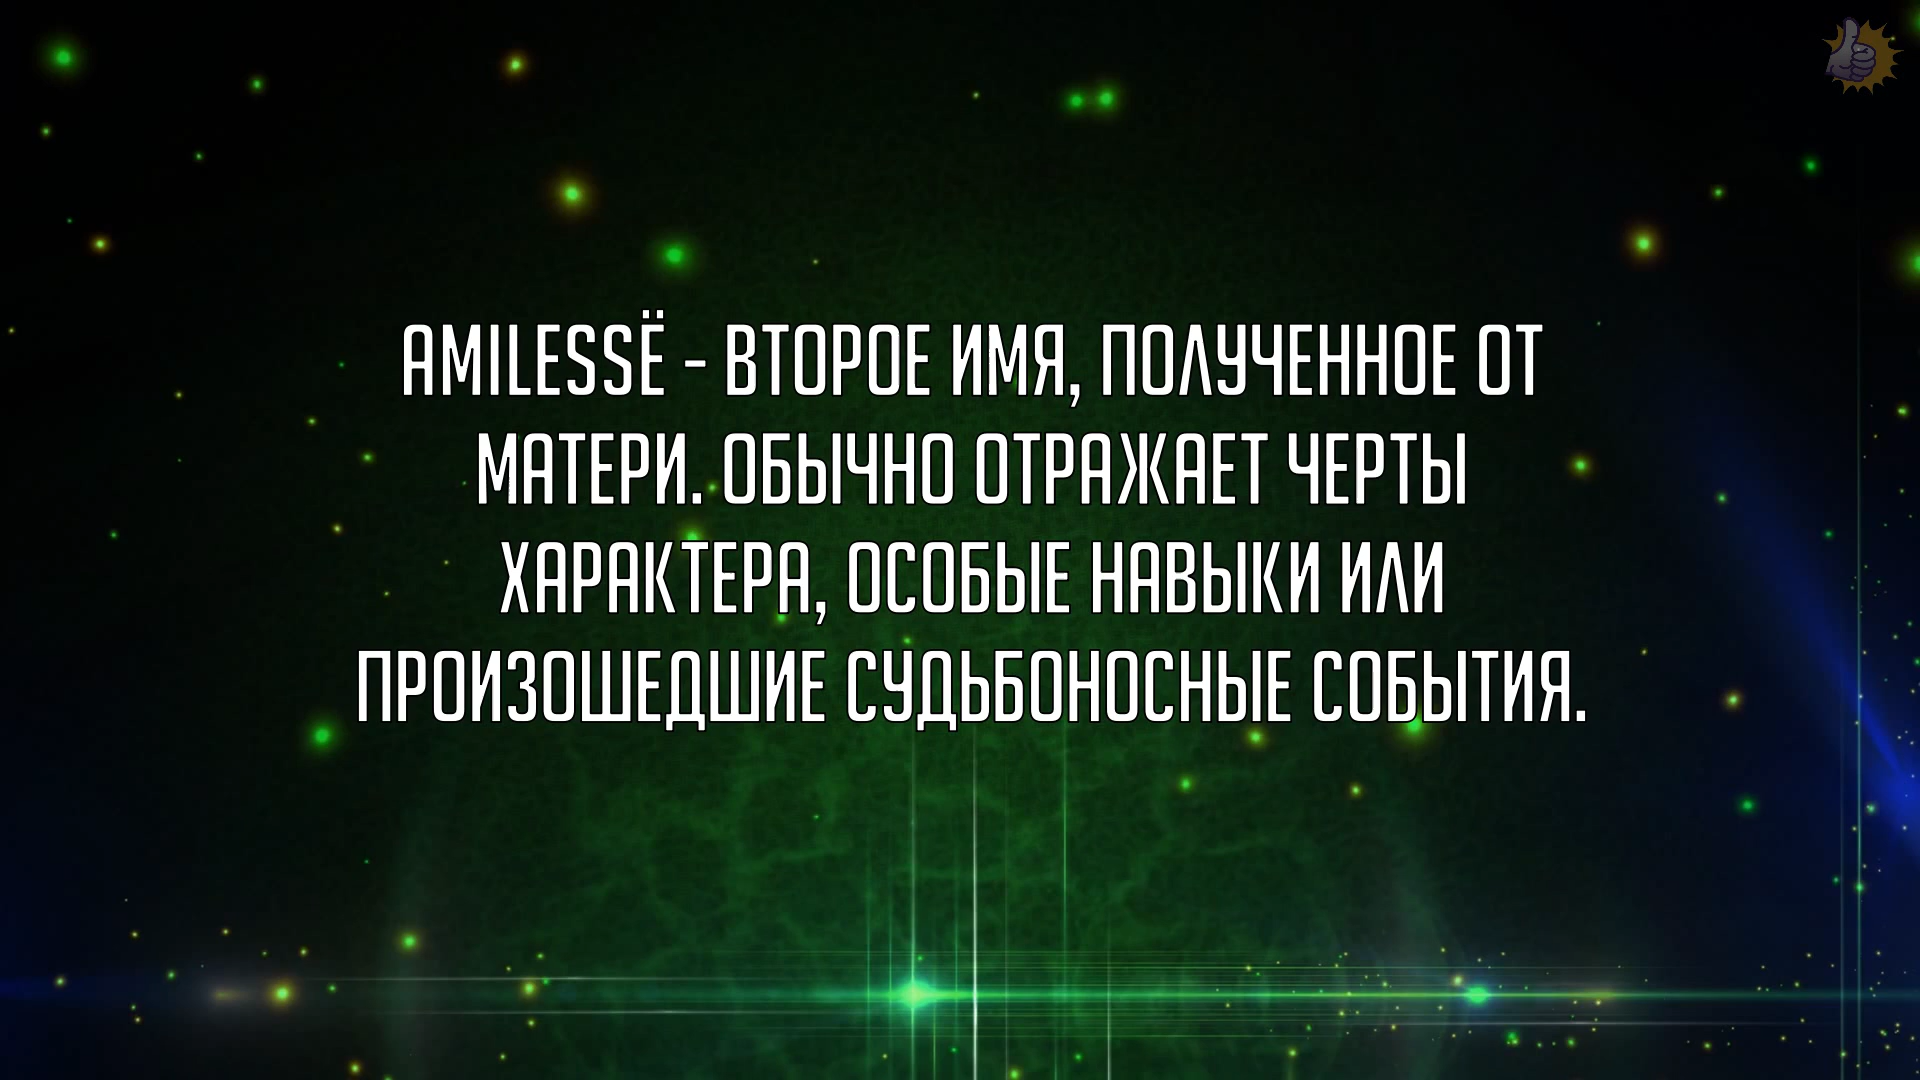 AMILESSË - ВТОРОЕ ИМЯ, ПОЛУЧЕННОЕ ОТ
МАТЕРИ. ОБЫЧНО ОТРАЖАЕТ ЧЕРТЫ
ХАРАКТЕРА, ОСОБЫЕ НАВЫКИ ИЛИ
ПРОИЗОШЕДШИЕ СУДЬБОНОСНЫЕ СОБЫТИЯ.